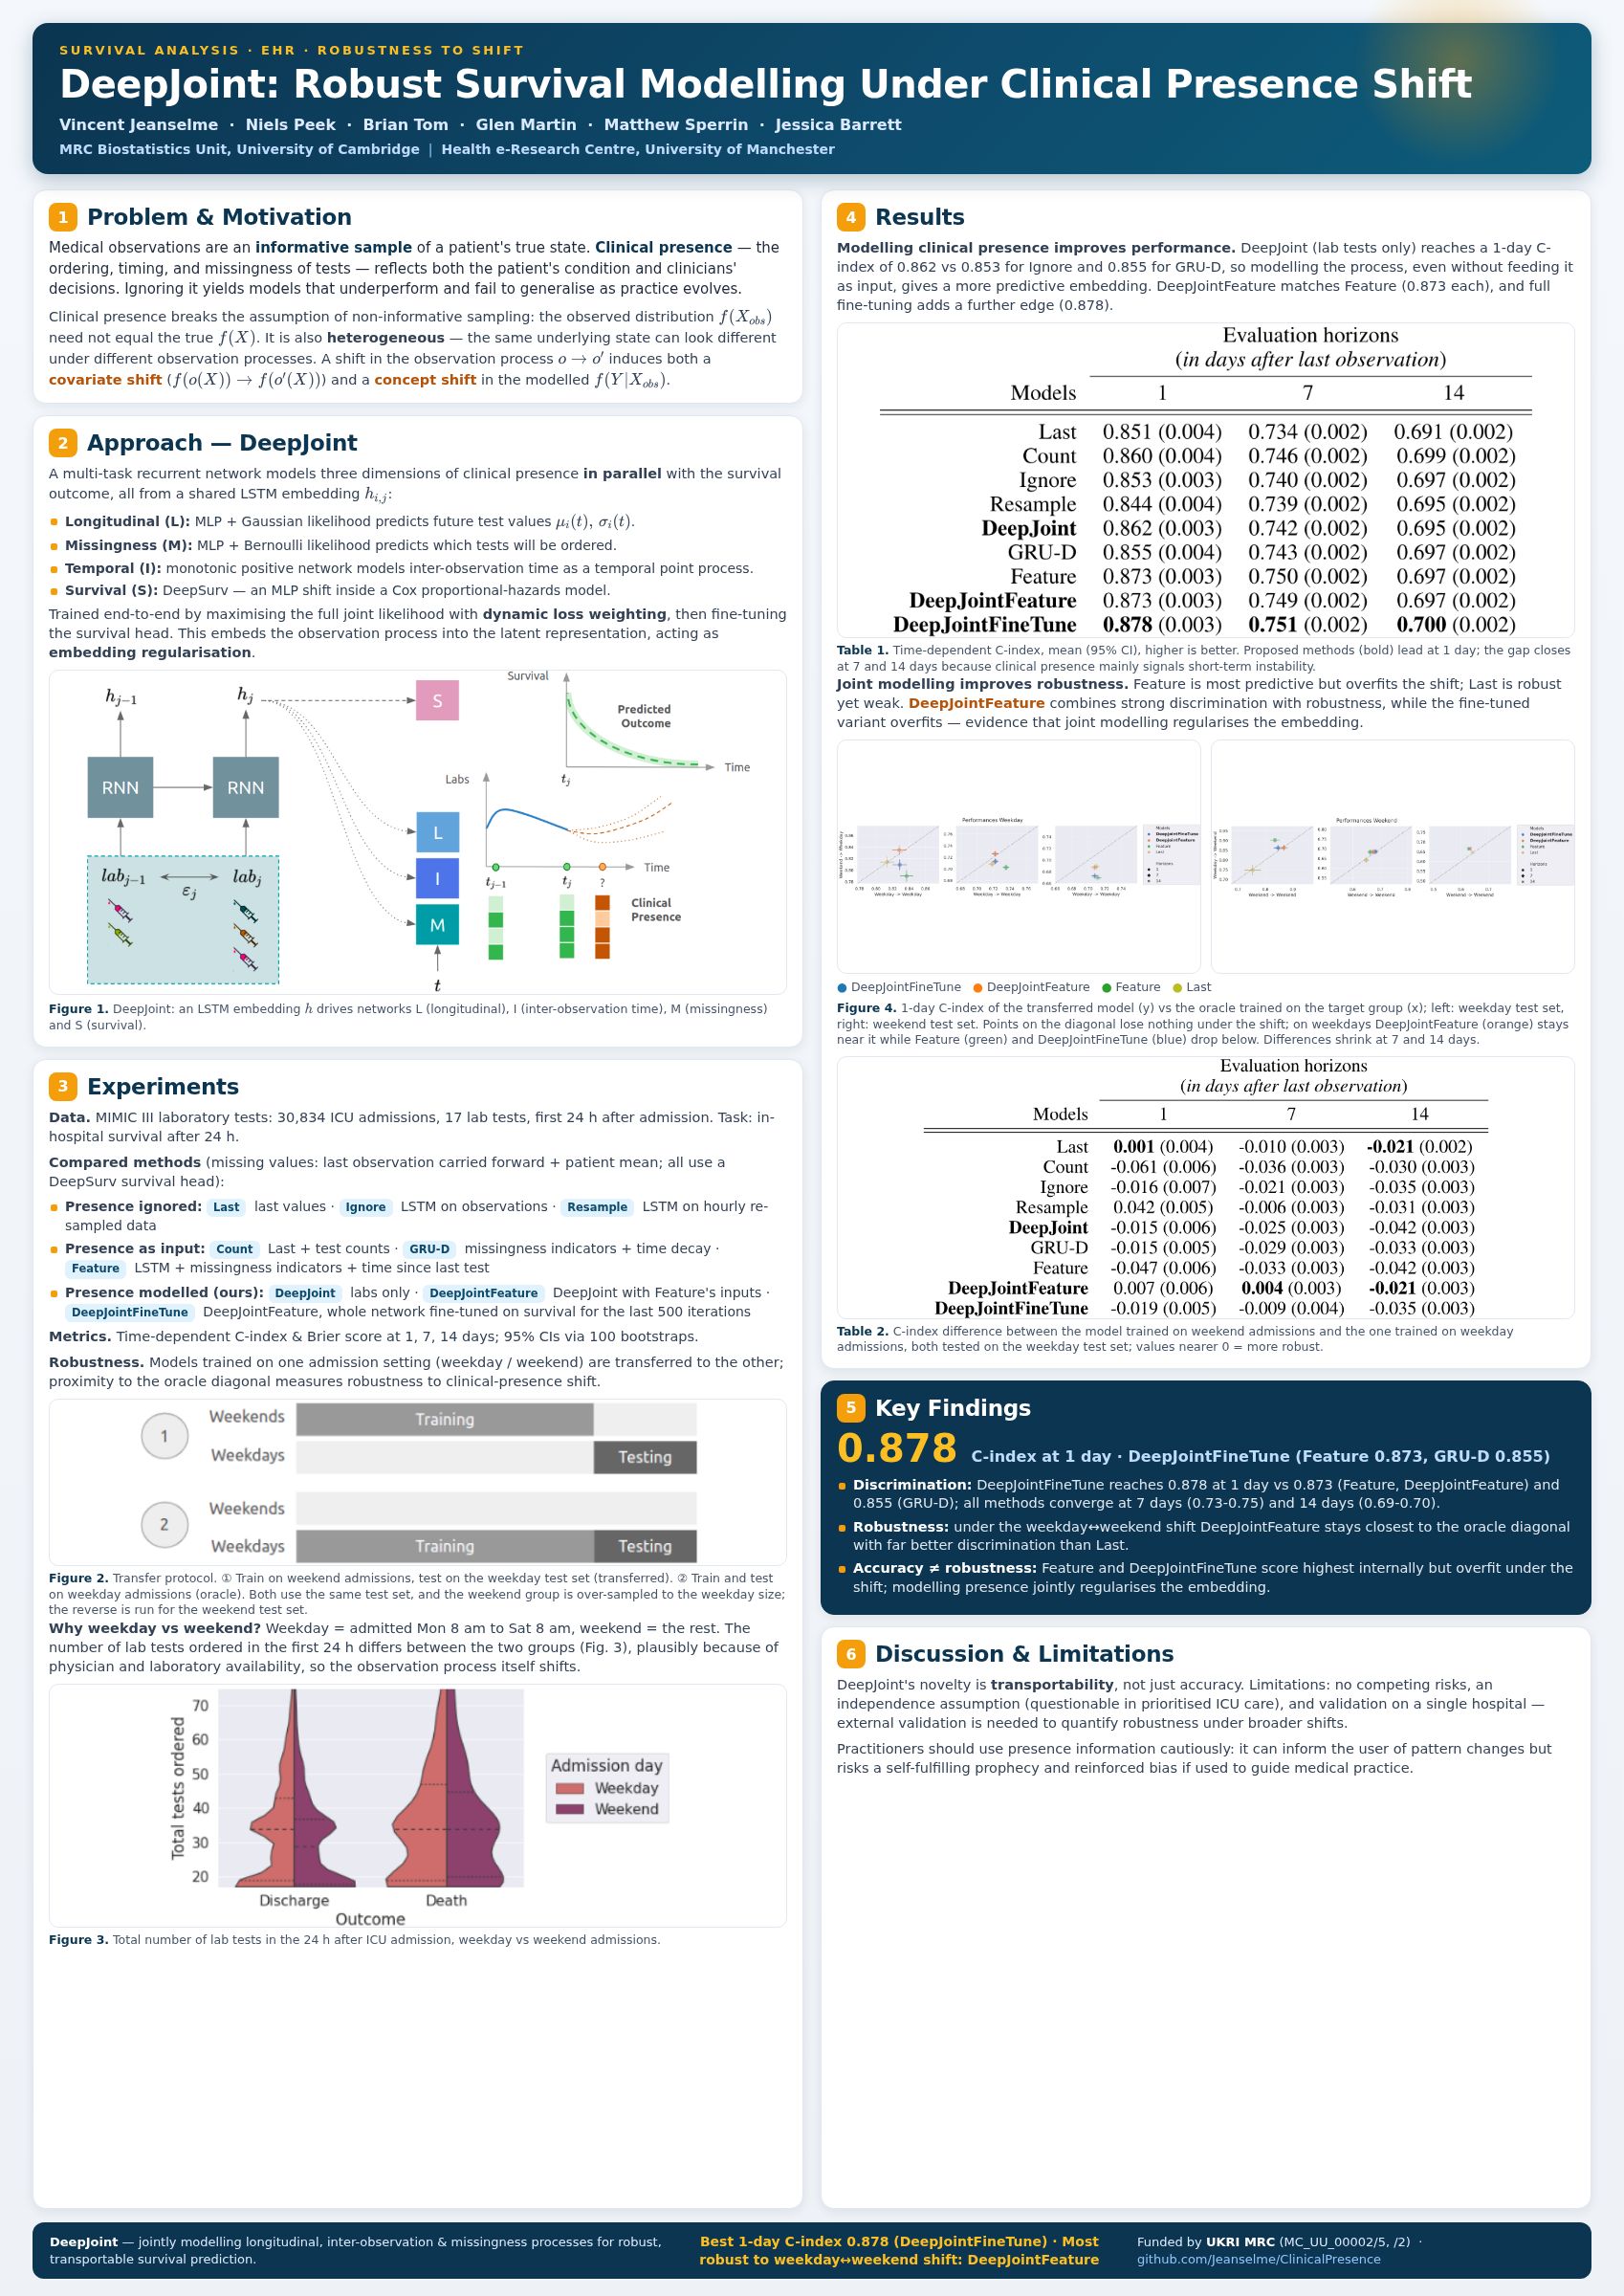 SURVIVAL ANALYSIS · EHR · ROBUSTNESS TO SHIFT
DeepJoint: Robust Survival Modelling Under Clinical Presence Shift
Vincent Jeanselme · Niels Peek · Brian Tom · Glen Martin · Matthew Sperrin · Jessica Barrett
MRC Biostatistics Unit, University of Cambridge | Health e-Research Centre, University of Manchester
1 Problem & Motivation
Medical observations are an informative sample of a patient's true state. Clinical presence — the
ordering, timing, and missingness of tests — reflects both the patient's condition and clinicians'
decisions. Ignoring it yields models that underperform and fail to generalise as practice evolves.
Clinical presence breaks the assumption of non-informative sampling: the observed distribution f(X_obs)
need not equal the true f(X). It is also heterogeneous — the same underlying state can look different
under different observation processes. A shift in the observation process o → o′ induces both a
covariate shift (f(o(X)) → f(o′(X))) and a concept shift in the modelled f(Y|X_obs).
2 Approach — DeepJoint
A multi-task recurrent network models three dimensions of clinical presence in parallel with the survival
outcome, all from a shared LSTM embedding h_{i,j}:
Longitudinal (L): MLP + Gaussian likelihood predicts future test values μ_i(t), σ_i(t).
Missingness (M): MLP + Bernoulli likelihood predicts which tests will be ordered.
Temporal (I): monotonic positive network models inter-observation time as a temporal point process.
Survival (S): DeepSurv — an MLP shift inside a Cox proportional-hazards model.
Trained end-to-end by maximising the full joint likelihood with dynamic loss weighting, then fine-tuning
the survival head. This embeds the observation process into the latent representation, acting as
embedding regularisation.
h_{j−1} h_j S Survival Predicted
Outcome
RNN RNN t_j Time
Labs
L
I t_{j−1} t_j ? Time
lab_{j−1} ε_j lab_j
M Clinical
Presence
t
Figure 1. DeepJoint: an LSTM embedding h drives networks L (longitudinal), I (inter-observation time), M (missingness)
and S (survival).
3 Experiments
Data. MIMIC III laboratory tests: 30,834 ICU admissions, 17 lab tests, first 24 h after admission. Task: in-
hospital survival after 24 h.
Compared methods (missing values: last observation carried forward + patient mean; all use a
DeepSurv survival head):
Presence ignored: Last last values · Ignore LSTM on observations · Resample LSTM on hourly re-
sampled data
Presence as input: Count Last + test counts · GRU-D missingness indicators + time decay ·
Feature LSTM + missingness indicators + time since last test
Presence modelled (ours): DeepJoint labs only · DeepJointFeature DeepJoint with Feature's inputs ·
DeepJointFineTune DeepJointFeature, whole network fine-tuned on survival for the last 500 iterations
Metrics. Time-dependent C-index & Brier score at 1, 7, 14 days; 95% CIs via 100 bootstraps.
Robustness. Models trained on one admission setting (weekday / weekend) are transferred to the other;
proximity to the oracle diagonal measures robustness to clinical-presence shift.
1 Weekends Training
Weekdays Testing
2 Weekends
Weekdays Training Testing
Figure 2. Transfer protocol. ① Train on weekend admissions, test on the weekday test set (transferred). ② Train and test
on weekday admissions (oracle). Both use the same test set, and the weekend group is over-sampled to the weekday size;
the reverse is run for the weekend test set.
Why weekday vs weekend? Weekday = admitted Mon 8 am to Sat 8 am, weekend = the rest. The
number of lab tests ordered in the first 24 h differs between the two groups (Fig. 3), plausibly because of
physician and laboratory availability, so the observation process itself shifts.
Total tests ordered
70
60
50
40
30
20
Discharge Death
Outcome
Admission day
Weekday
Weekend
Figure 3. Total number of lab tests in the 24 h after ICU admission, weekday vs weekend admissions.
4 Results
Modelling clinical presence improves performance. DeepJoint (lab tests only) reaches a 1-day C-
index of 0.862 vs 0.853 for Ignore and 0.855 for GRU-D, so modelling the process, even without feeding it
as input, gives a more predictive embedding. DeepJointFeature matches Feature (0.873 each), and full
fine-tuning adds a further edge (0.878).
Evaluation horizons
(in days after last observation)
Models 1 7 14
Last 0.851 (0.004) 0.734 (0.002) 0.691 (0.002)
Count 0.860 (0.004) 0.746 (0.002) 0.699 (0.002)
Ignore 0.853 (0.003) 0.740 (0.002) 0.697 (0.002)
Resample 0.844 (0.004) 0.739 (0.002) 0.695 (0.002)
DeepJoint 0.862 (0.003) 0.742 (0.002) 0.695 (0.002)
GRU-D 0.855 (0.004) 0.743 (0.002) 0.697 (0.002)
Feature 0.873 (0.003) 0.750 (0.002) 0.697 (0.002)
DeepJointFeature 0.873 (0.003) 0.749 (0.002) 0.697 (0.002)
DeepJointFineTune 0.878 (0.003) 0.751 (0.002) 0.700 (0.002)
Table 1. Time-dependent C-index, mean (95% CI), higher is better. Proposed methods (bold) lead at 1 day; the gap closes
at 7 and 14 days because clinical presence mainly signals short-term instability.
Joint modelling improves robustness. Feature is most predictive but overfits the shift; Last is robust
yet weak. DeepJointFeature combines strong discrimination with robustness, while the fine-tuned
variant overfits — evidence that joint modelling regularises the embedding.
Performances Weekday
Weekday -> Weekday Weekday -> Weekday Weekday -> Weekday
Models
DeepJointFineTune
DeepJointFeature
Feature
Last
Horizons
1
7
14
Performances Weekend
Weekend -> Weekend Weekend -> Weekend Weekend -> Weekend
Models
DeepJointFineTune
DeepJointFeature
Feature
Last
Horizons
1
7
14
DeepJointFineTune DeepJointFeature Feature Last
Figure 4. 1-day C-index of the transferred model (y) vs the oracle trained on the target group (x); left: weekday test set,
right: weekend test set. Points on the diagonal lose nothing under the shift; on weekdays DeepJointFeature (orange) stays
near it while Feature (green) and DeepJointFineTune (blue) drop below. Differences shrink at 7 and 14 days.
Evaluation horizons
(in days after last observation)
Models 1 7 14
Last 0.001 (0.004) -0.010 (0.003) -0.021 (0.002)
Count -0.061 (0.006) -0.036 (0.003) -0.030 (0.003)
Ignore -0.016 (0.007) -0.021 (0.003) -0.035 (0.003)
Resample 0.042 (0.005) -0.006 (0.003) -0.031 (0.003)
DeepJoint -0.015 (0.006) -0.025 (0.003) -0.042 (0.003)
GRU-D -0.015 (0.005) -0.029 (0.003) -0.033 (0.003)
Feature -0.047 (0.006) -0.033 (0.003) -0.042 (0.003)
DeepJointFeature 0.007 (0.006) 0.004 (0.003) -0.021 (0.003)
DeepJointFineTune -0.019 (0.005) -0.009 (0.004) -0.035 (0.003)
Table 2. C-index difference between the model trained on weekend admissions and the one trained on weekday
admissions, both tested on the weekday test set; values nearer 0 = more robust.
5 Key Findings
0.878 C-index at 1 day · DeepJointFineTune (Feature 0.873, GRU-D 0.855)
Discrimination: DeepJointFineTune reaches 0.878 at 1 day vs 0.873 (Feature, DeepJointFeature) and
0.855 (GRU-D); all methods converge at 7 days (0.73-0.75) and 14 days (0.69-0.70).
Robustness: under the weekday↔weekend shift DeepJointFeature stays closest to the oracle diagonal
with far better discrimination than Last.
Accuracy ≠ robustness: Feature and DeepJointFineTune score highest internally but overfit under the
shift; modelling presence jointly regularises the embedding.
6 Discussion & Limitations
DeepJoint's novelty is transportability, not just accuracy. Limitations: no competing risks, an
independence assumption (questionable in prioritised ICU care), and validation on a single hospital —
external validation is needed to quantify robustness under broader shifts.
Practitioners should use presence information cautiously: it can inform the user of pattern changes but
risks a self-fulfilling prophecy and reinforced bias if used to guide medical practice.
DeepJoint — jointly modelling longitudinal, inter-observation & missingness processes for robust,
transportable survival prediction.
Best 1-day C-index 0.878 (DeepJointFineTune) · Most
robust to weekday↔weekend shift: DeepJointFeature
Funded by UKRI MRC (MC_UU_00002/5, /2) ·
github.com/Jeanselme/ClinicalPresence